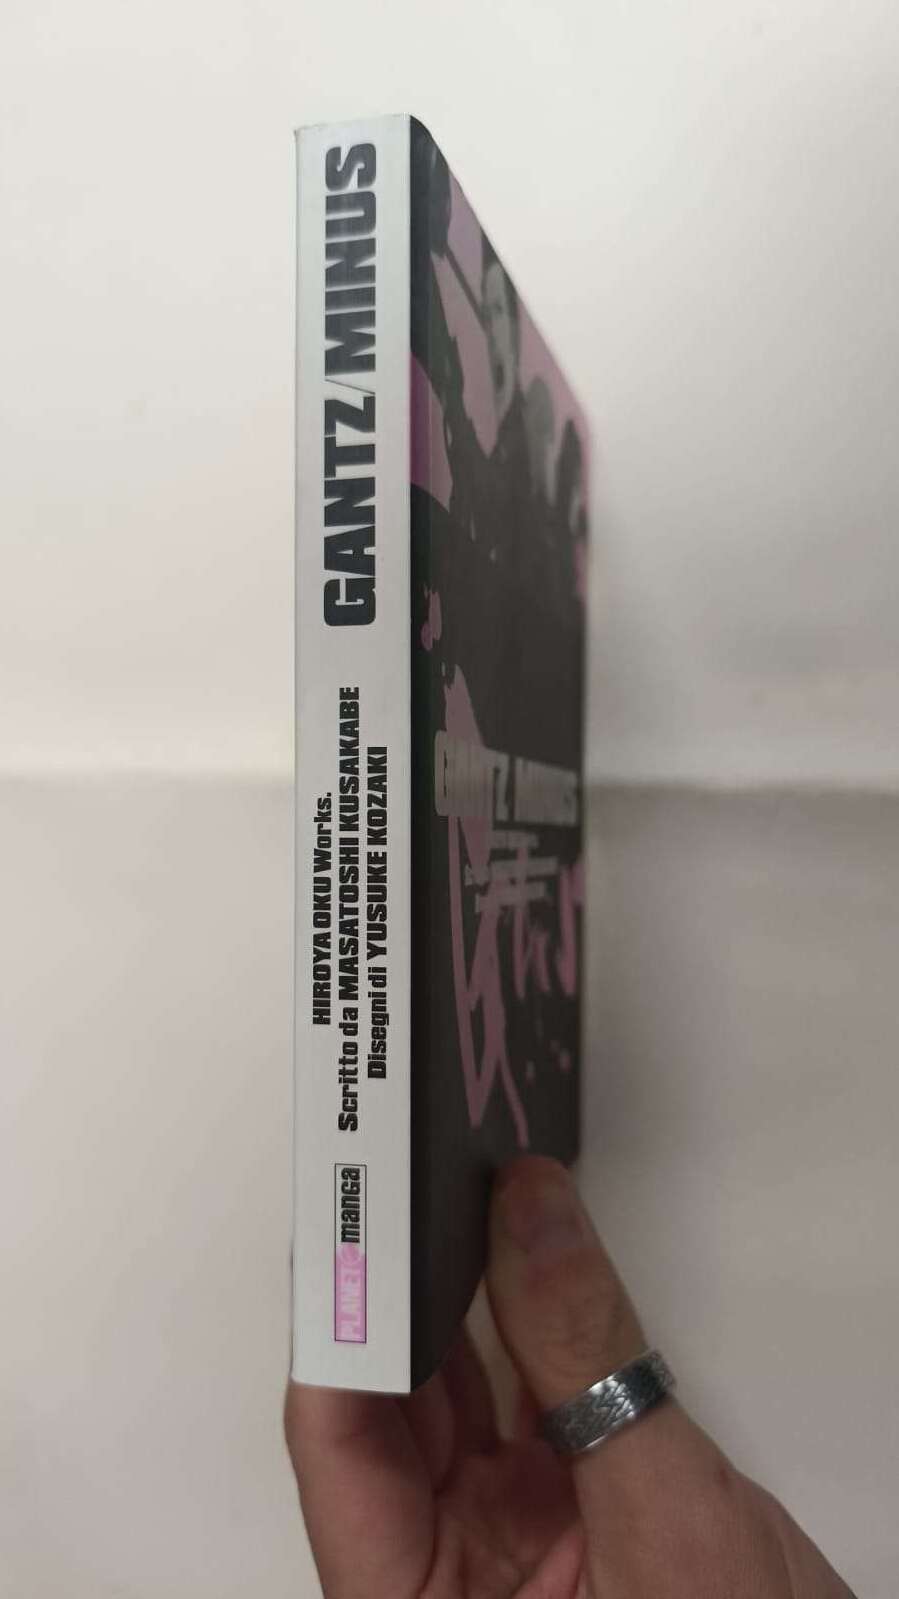 GANTZ/MINUS
HIROYA OKU Works.
Scritto da MASATOSHI KUSAKABE
Disegni di YUSUKE KOZAKI
PLANET manga
GANTZ MINUS